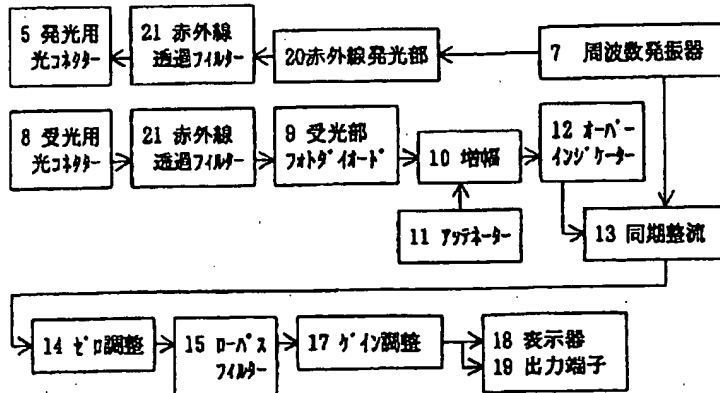 5 発光用
光ｺﾈｸﾀｰ
21 赤外線
透過ﾌｨﾙﾀｰ
20赤外線発光部
7 周波数発振器
8 受光用
光ｺﾈｸﾀｰ
21 赤外線
透過ﾌｨﾙﾀｰ
9 受光部
ﾌｫﾄﾀﾞｲｵｰﾄﾞ
10 増幅
12 ｵｰﾊﾞｰ
ｲﾝｼﾞｹｰﾀｰ
11 ｱｯﾃﾈｰﾀｰ
13 同期整流
14 ｾﾞﾛ調整
15 ﾛｰﾊﾟｽ
ﾌｨﾙﾀｰ
17 ｹﾞｲﾝ調整
18 表示器
19 出力端子